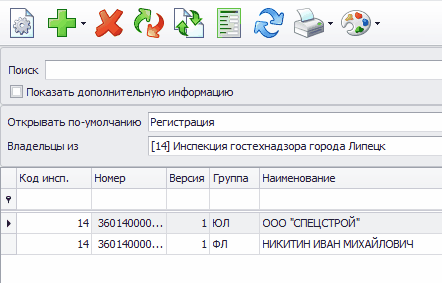 Поиск
Показать дополнительную информацию
Открывать по-умолчанию Регистрация
Владельцы из [14] Инспекция гостехнадзора города Липецк
Код инсп. Номер Версия Группа Наименование
14 360140000... 1 ЮЛ ООО "СПЕЦСТРОЙ"
14 360140000... 1 ФЛ НИКИТИН ИВАН МИХАЙЛОВИЧ